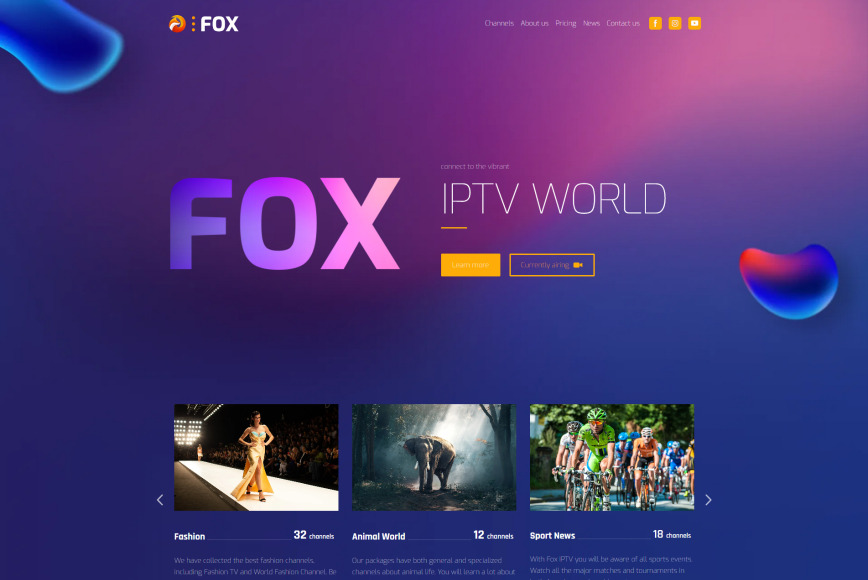 FOX
Channels About us Pricing News Contact us
connect to the vibrant
FOX
IPTV WORLD
Learn more
Currently airing
Fashion 32 channels
Animal World 12 channels
Sport News 18 channels
We have collected the best fashion channels,
including Fashion TV and World Fashion Channel. Be
Our packages have both general and specialized
channels about animal life. You will learn a lot about
With Fox IPTV you will be aware of all sports events.
Watch all the major matches and tournaments in